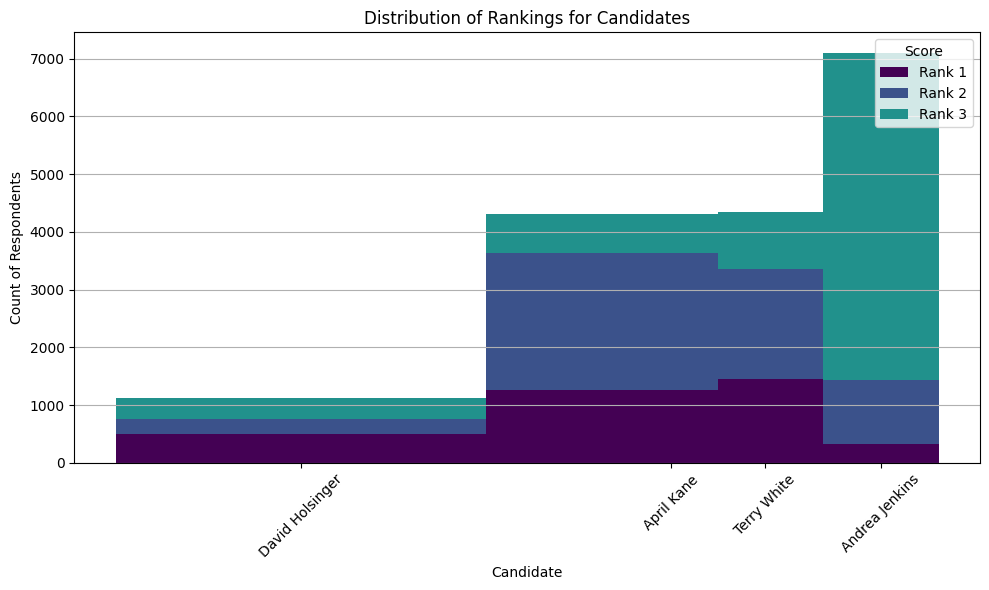 Distribution of Rankings for Candidates
Score
Rank 1
Rank 2
Rank 3
Count of Respondents
7000
6000
5000
4000
3000
2000
1000
0
David Holsinger
April Kane
Terry White
Andrea Jenkins
Candidate